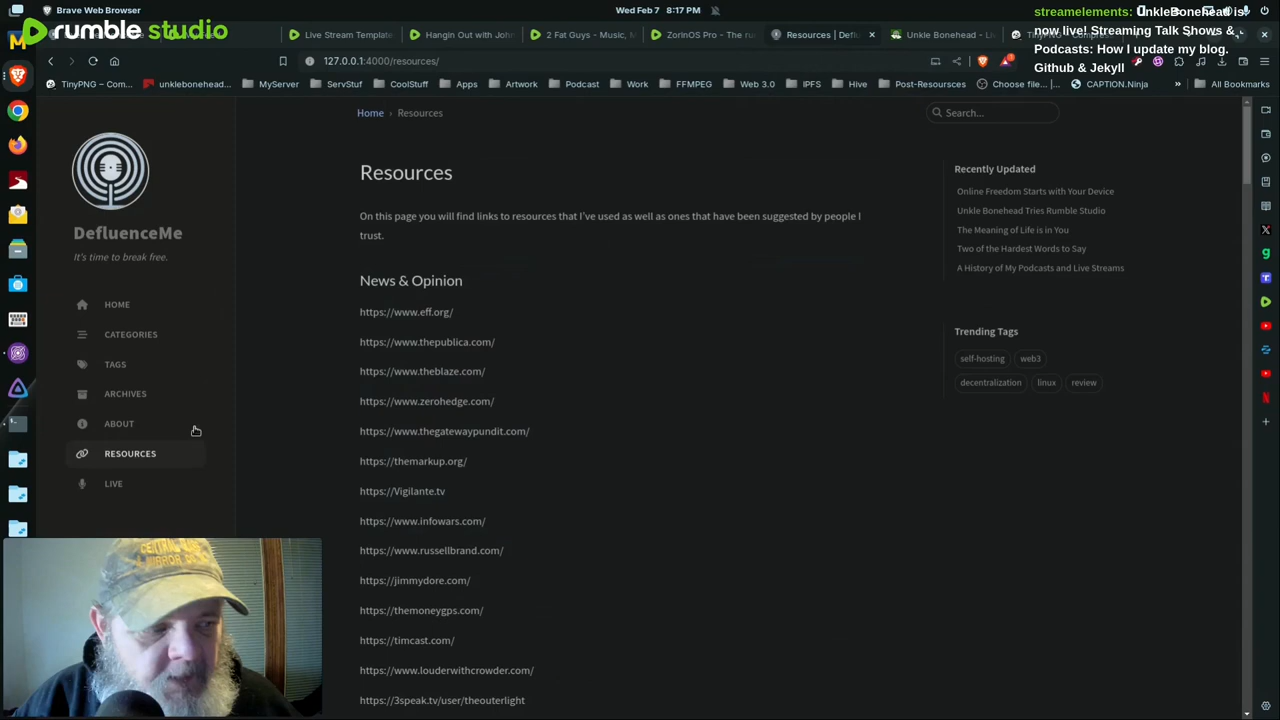 Brave Web Browser
Wed Feb 7 8:17 PM
streamelements: UnkleBonehead is
now live! Streaming Talk Shows &
Podcasts: How I update my blog.
Github & Jekyll
rumble studio
Live Stream Template
Hangin Out with John
2 Fat Guys - Music, M
ZorinOS Pro - The ru
Resources | Defl
Unkle Bonehead - Li
127.0.0.1:4000/resources/
TinyPNG – Com...
unklebonehead...
MyServer
ServStuf
CoolStuff
Apps
Artwork
Podcast
Work
FFMPEG
Web 3.0
IPFS
Hive
Post-Resoursces
Choose file... (...
CAPTION.Ninja
»
All Bookmarks
Home › Resources
Search...
DefluenceMe
It's time to break free.
HOME
CATEGORIES
TAGS
ARCHIVES
ABOUT
RESOURCES
LIVE
Resources
On this page you will find links to resources that I've used as well as ones that have been suggested by people I
trust.
News & Opinion
https://www.eff.org/
https://www.thepublica.com/
https://www.theblaze.com/
https://www.zerohedge.com/
https://www.thegatewaypundit.com/
https://themarkup.org/
https://Vigilante.tv
https://www.infowars.com/
https://www.russellbrand.com/
https://jimmydore.com/
https://themoneygps.com/
https://timcast.com/
https://www.louderwithcrowder.com/
https://3speak.tv/user/theouterlight
Recently Updated
Online Freedom Starts with Your Device
Unkle Bonehead Tries Rumble Studio
The Meaning of Life is in You
Two of the Hardest Words to Say
A History of My Podcasts and Live Streams
Trending Tags
self-hosting
web3
decentralization
linux
review